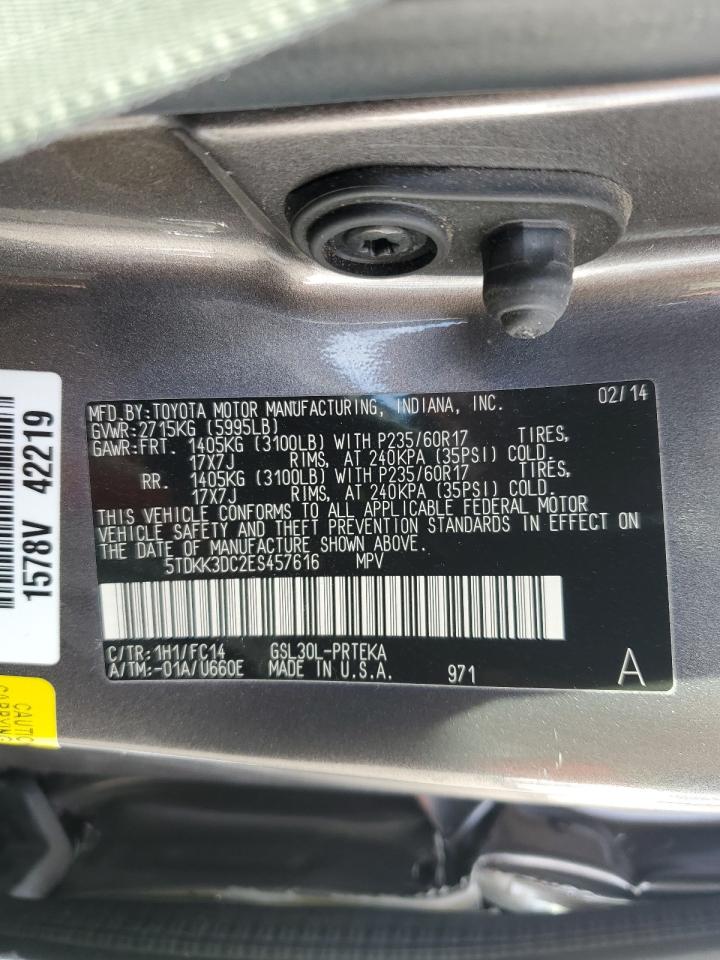 MFD.BY:TOYOTA MOTOR MANUFACTURING, INDIANA, INC. 02/14
GVWR:2715KG (5995LB)
GAWR:FRT. 1405KG (3100LB) WITH P235/60R17 TIRES,
17X7J RIMS, AT 240KPA (35PSI) COLD.
RR. 1405KG (3100LB) WITH P235/60R17 TIRES,
17X7J RIMS, AT 240KPA (35PSI) COLD.
THIS VEHICLE CONFORMS TO ALL APPLICABLE FEDERAL MOTOR
VEHICLE SAFETY AND THEFT PREVENTION STANDARDS IN EFFECT ON
THE DATE OF MANUFACTURE SHOWN ABOVE.
5TDKK3DC2ES457616 MPV
C/TR:1H1/FC14 GSL30L-PRTEKA
A/TM:-01A/U660E MADE IN U.S.A. 971 A
1578V 42219